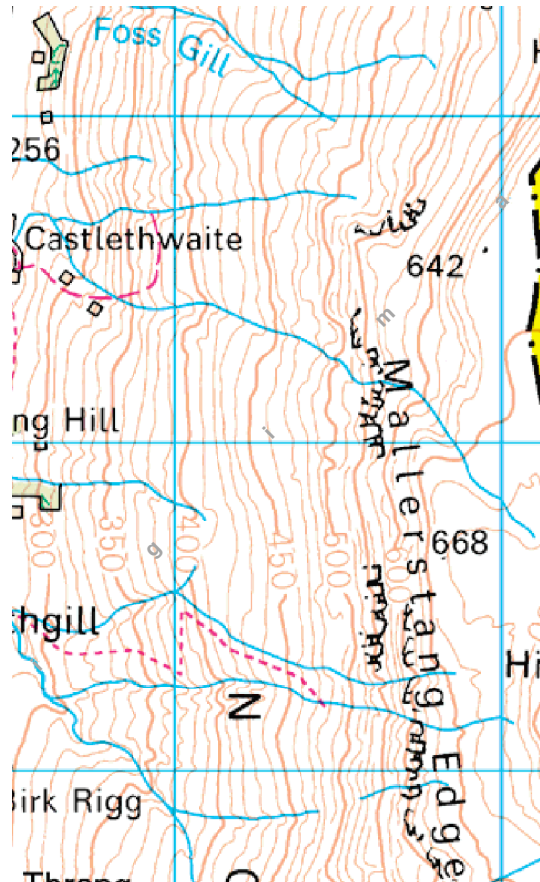 Foss Gill
256
Castlethwaite
642
Mallerstang Edge
ng Hill
300
350
400
450
500
600
668
hgill
Hi
N
Birk Rigg
Thrang